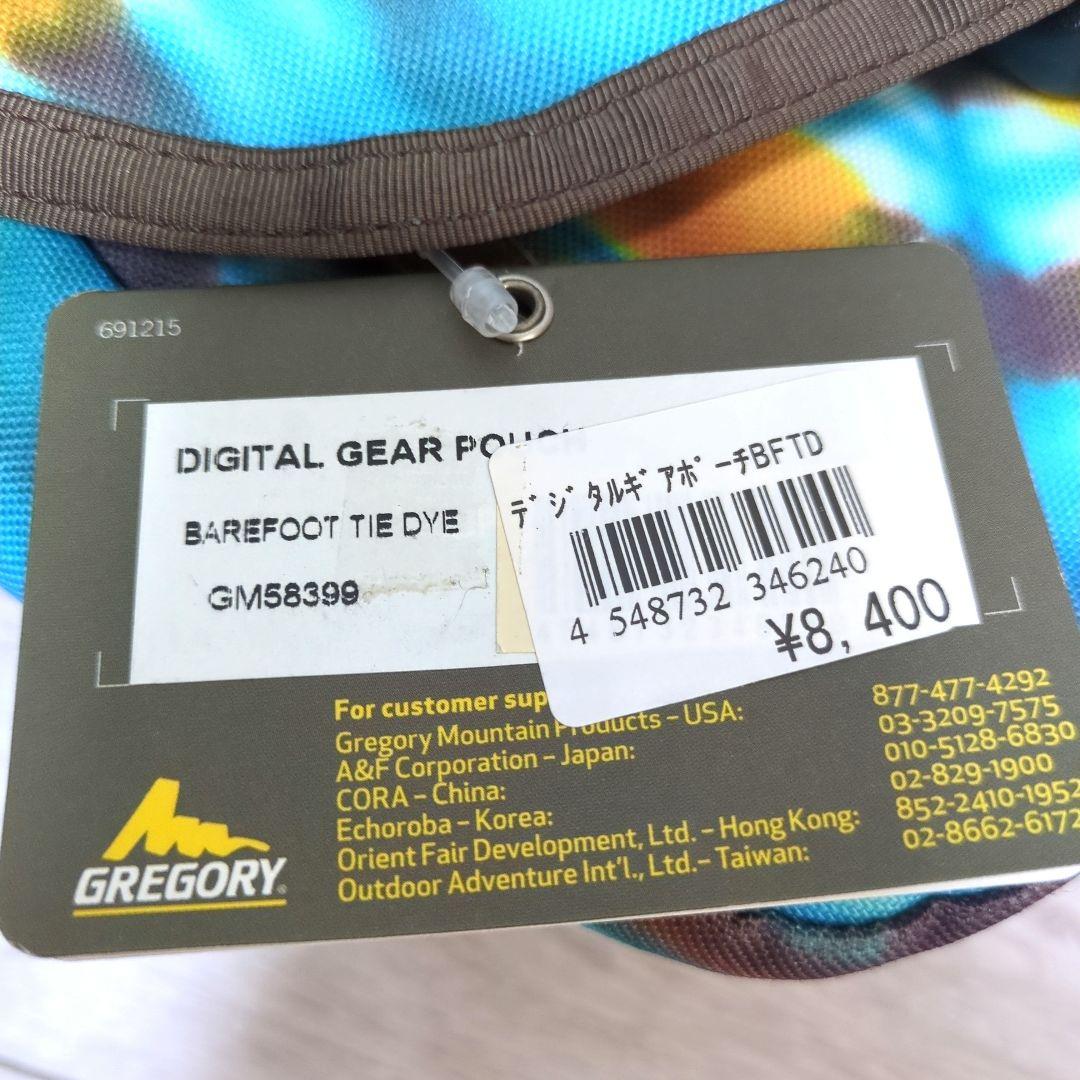 691215
DIGITAL GEAR POUCH
BAREFOOT TIE DYE
GM58399
ﾃﾞｼﾞﾀﾙｷﾞｱﾎﾟｰﾁBFTD
4 548732 346240
¥8,400
For customer sup
Gregory Mountain Products – USA: 877-477-4292
A&F Corporation – Japan: 03-3209-7575
CORA – China: 010-5128-6830
Echoroba – Korea: 02-829-1900
Orient Fair Development, Ltd. – Hong Kong: 852-2410-1952
Outdoor Adventure Int'l., Ltd. – Taiwan: 02-8662-6172
GREGORY®